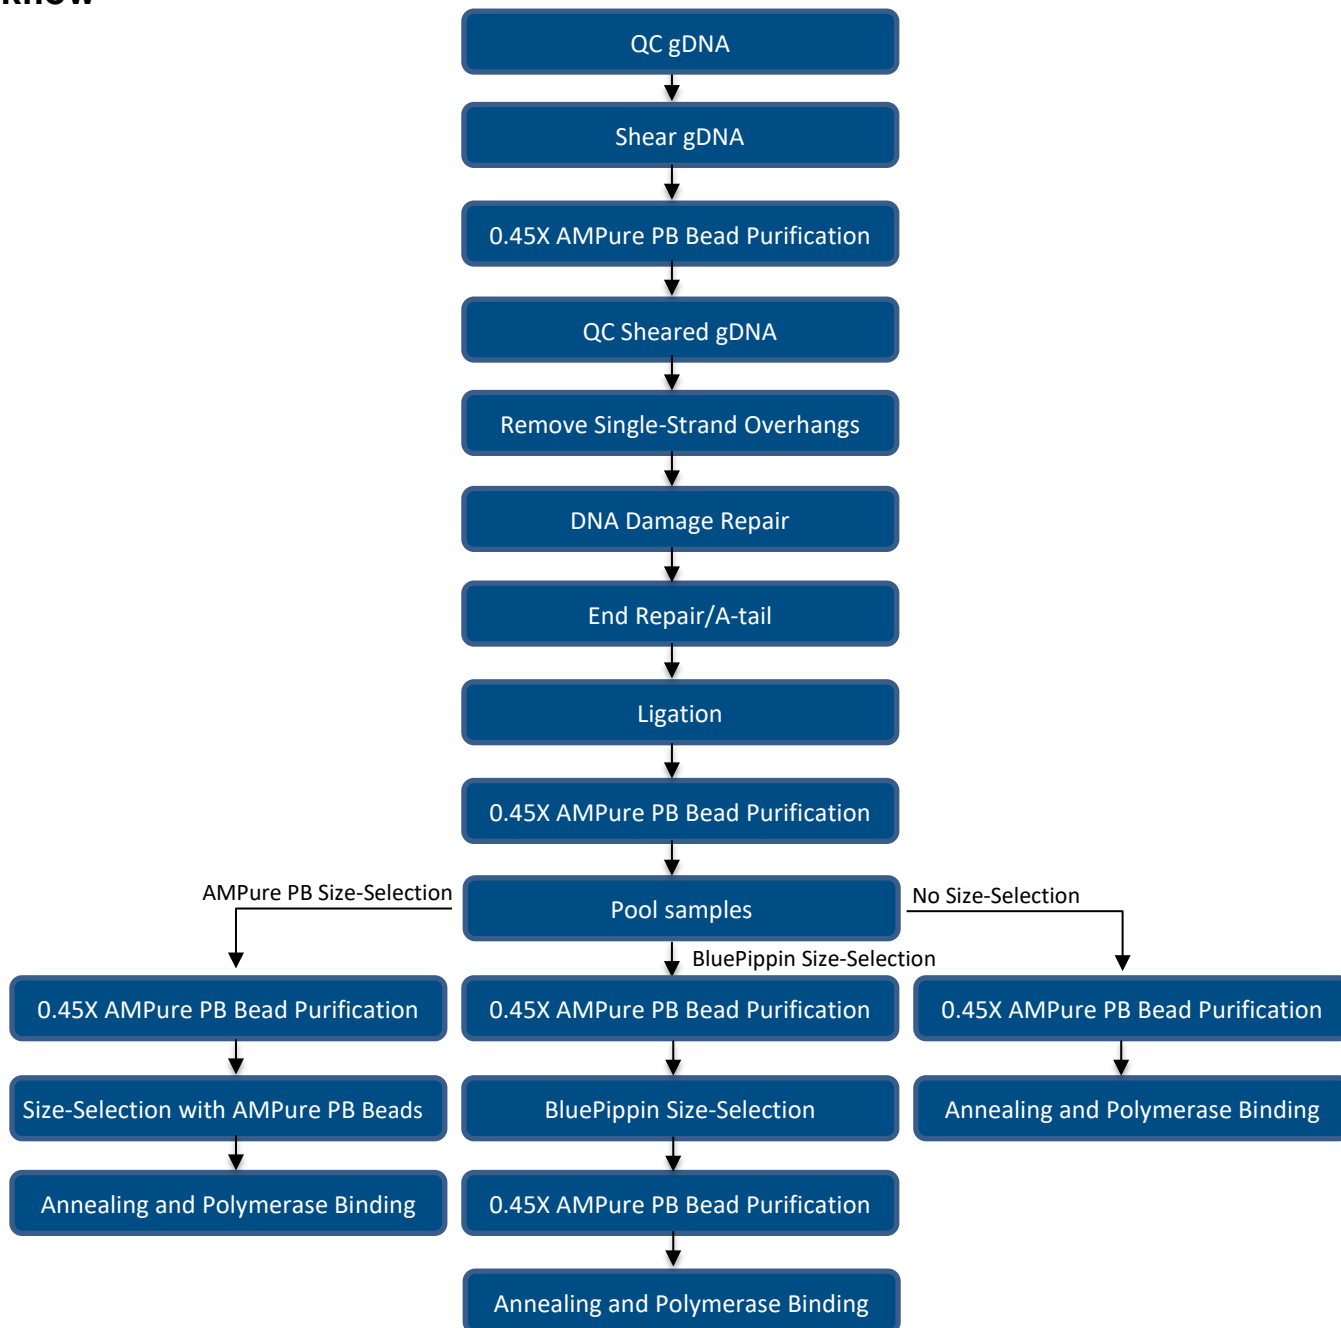 QC gDNA
Shear gDNA
0.45X AMPure PB Bead Purification
QC Sheared gDNA
Remove Single-Strand Overhangs
DNA Damage Repair
End Repair/A-tail
Ligation
0.45X AMPure PB Bead Purification
AMPure PB Size-Selection
Pool samples
No Size-Selection
BluePippin Size-Selection
0.45X AMPure PB Bead Purification
0.45X AMPure PB Bead Purification
0.45X AMPure PB Bead Purification
Size-Selection with AMPure PB Beads
BluePippin Size-Selection
Annealing and Polymerase Binding
Annealing and Polymerase Binding
0.45X AMPure PB Bead Purification
Annealing and Polymerase Binding